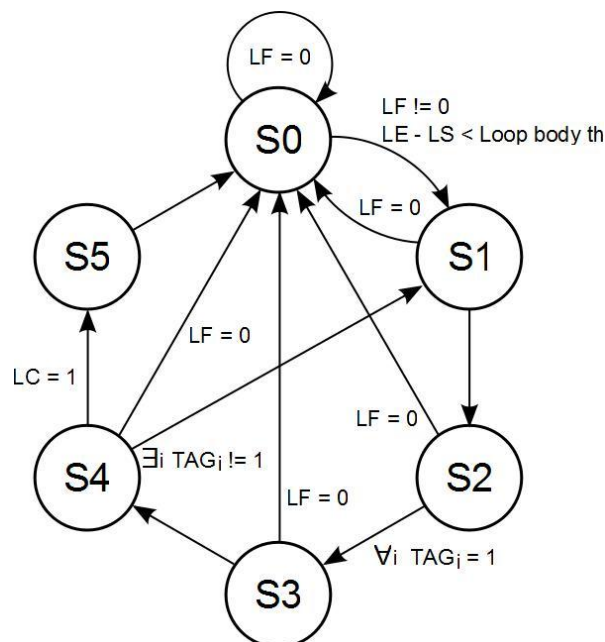 LF = 0
S0
LF != 0
LE - LS < Loop body th
LF = 0
S5
S1
LF = 0
LC = 1
LF = 0
∃i TAGi != 1
S4
S2
LF = 0
∀i TAGi = 1
S3